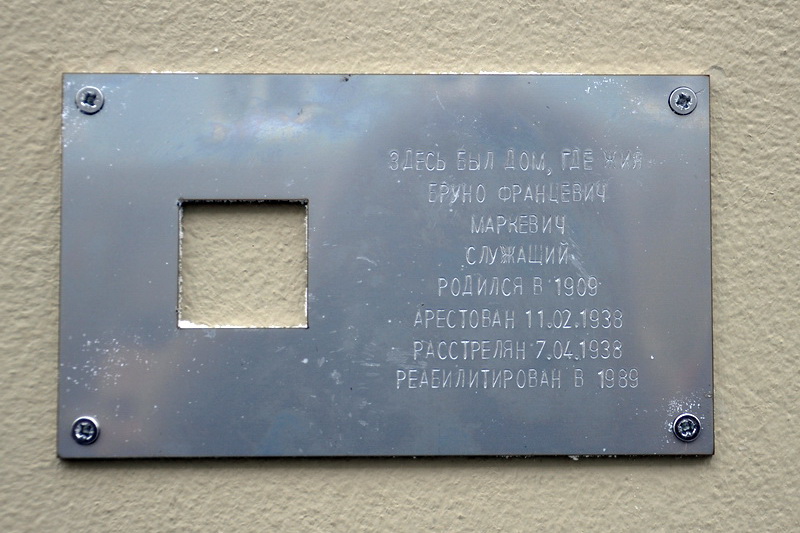 ЗДЕСЬ БЫЛ ДОМ, ГДЕ ЖИЛ
БРУНО ФРАНЦЕВИЧ
МАРКЕВИЧ
СЛУЖАЩИЙ
РОДИЛСЯ В 1909
АРЕСТОВАН 11.02.1938
РАССТРЕЛЯН 7.04.1938
РЕАБИЛИТИРОВАН В 1989